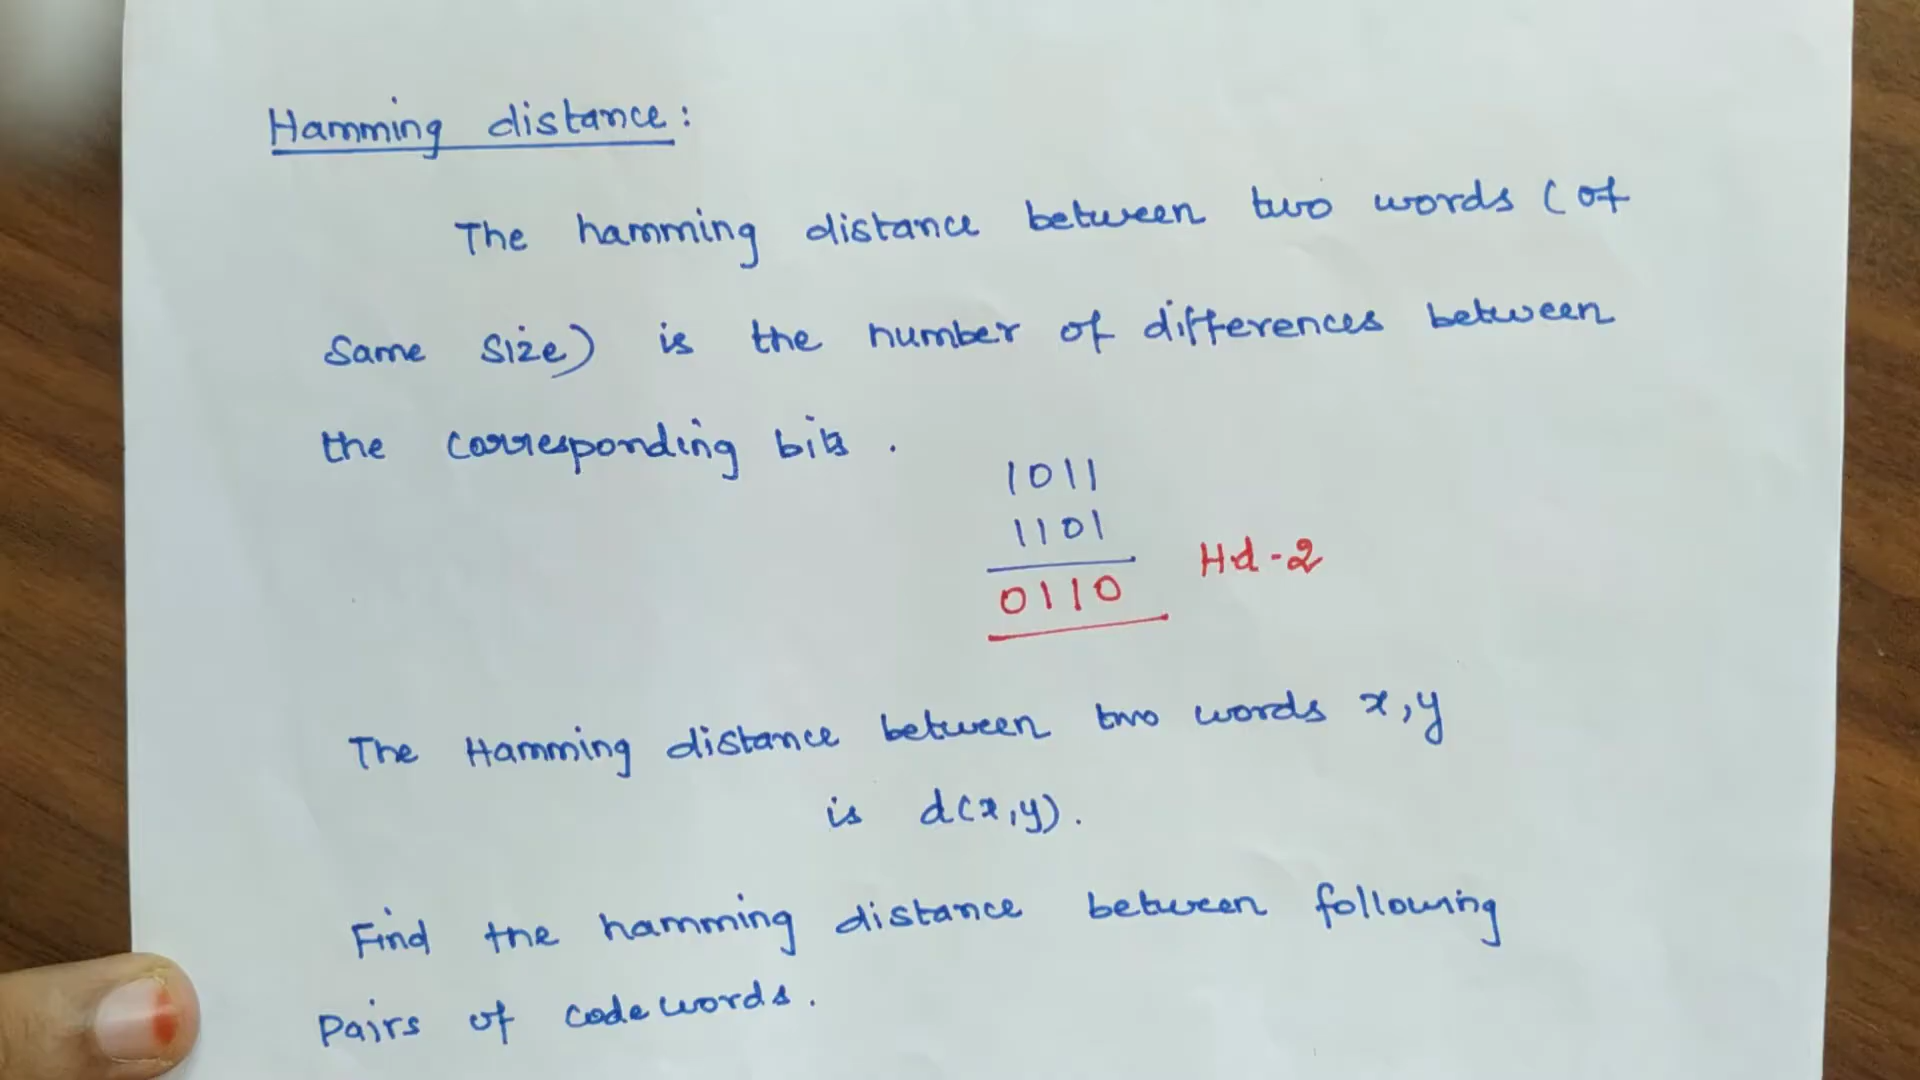 Hamming distance:
The hamming distance between two words (of
same size) is the number of differences between
the corresponding bits.
1011
1101
0110 Hd-2
The Hamming distance between two words x,y
is d(x,y).
Find the hamming distance between following
Pairs of codewords.